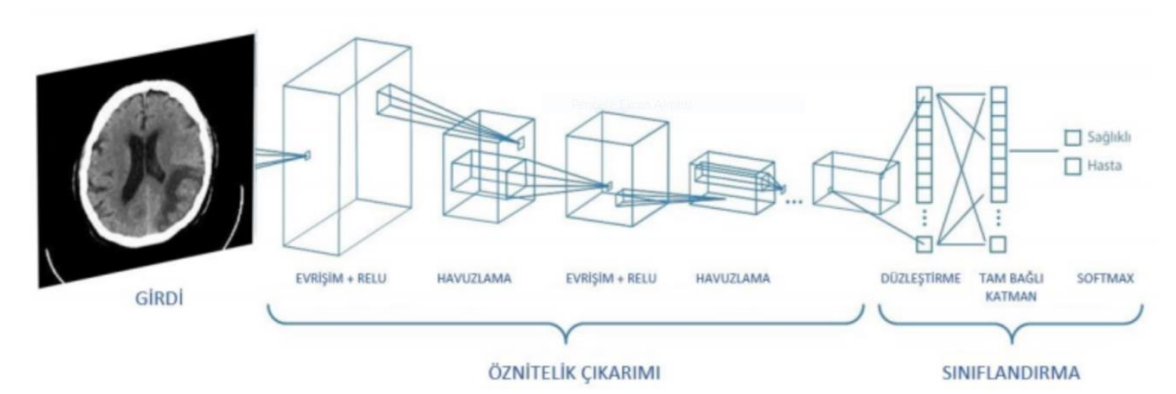 Sağlıklı
Hasta
EVRİŞİM + RELU
HAVUZLAMA
EVRİŞİM + RELU
HAVUZLAMA
...
DÜZLEŞTİRME
TAM BAĞLI
KATMAN
SOFTMAX
GİRDİ
ÖZNİTELİK ÇIKARIMI
SINIFLANDIRMA